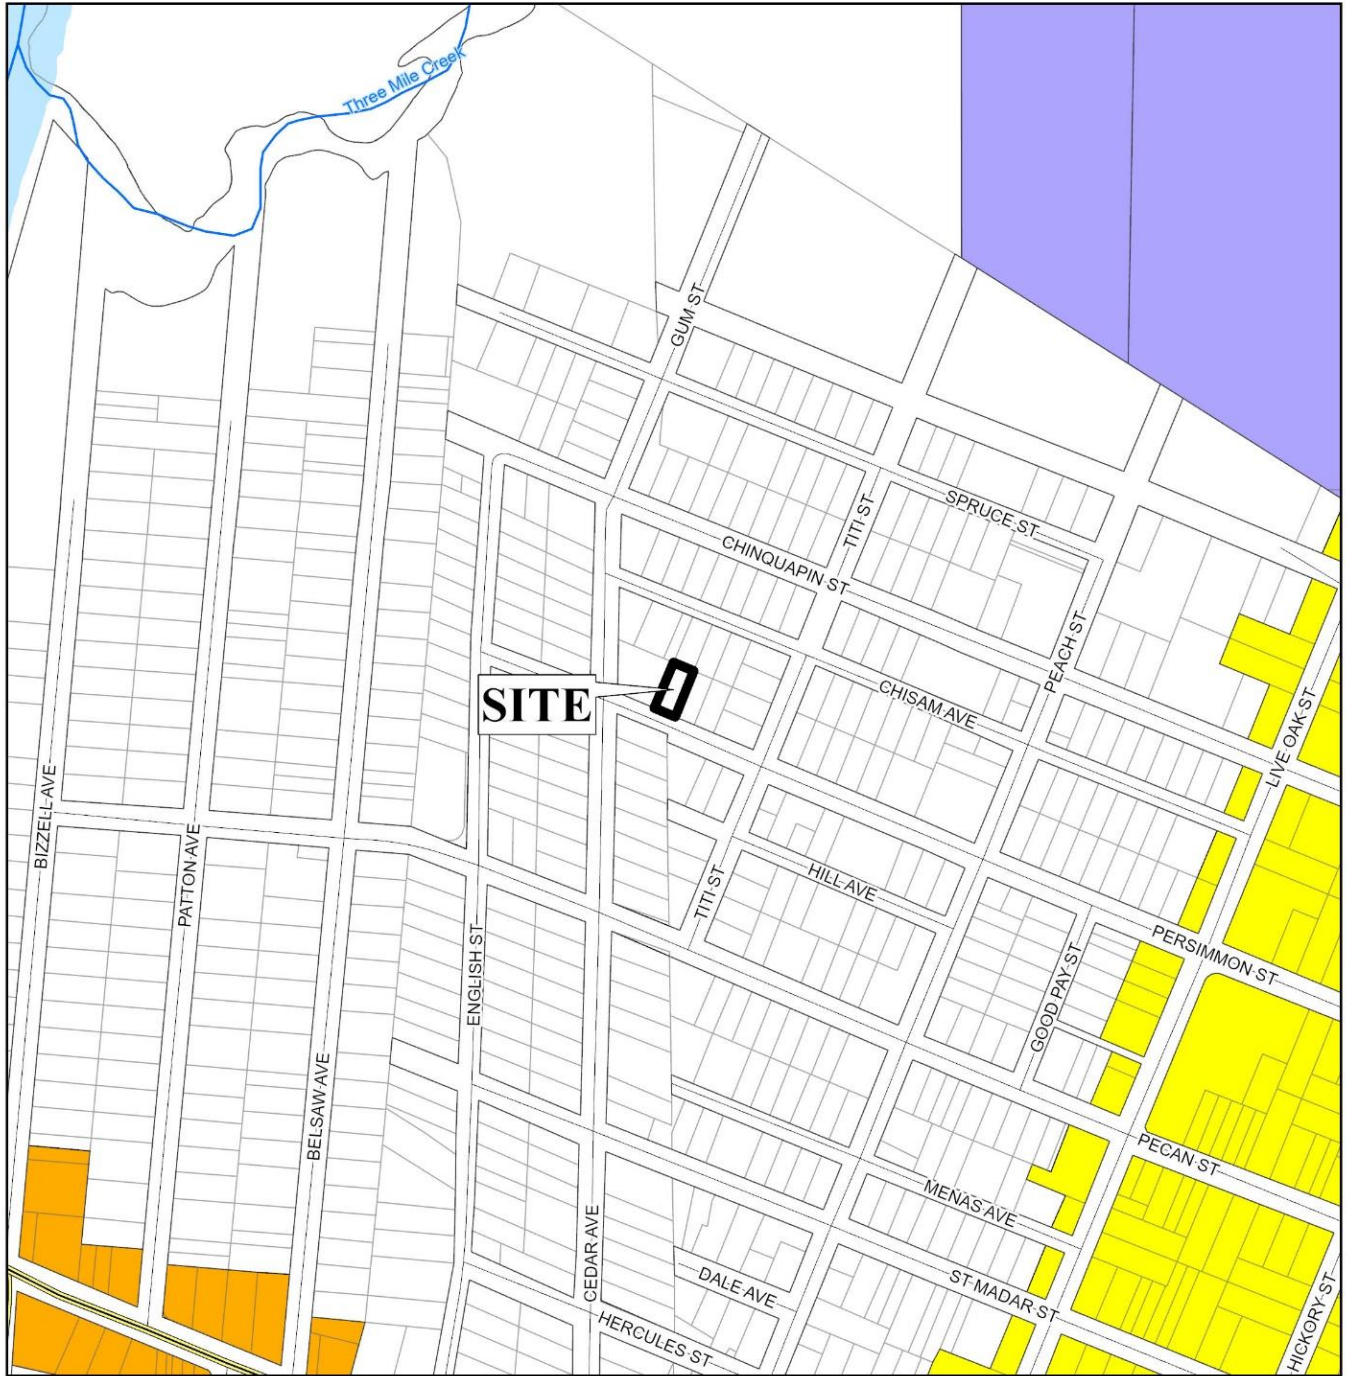 Three Mile Creek
GUM ST
SPRUCE ST
TITI ST
CHINQUAPIN ST
PEACH ST
CHISAM AVE
SITE
LIVE OAK ST
BIZZELL AVE
PATTON AVE
HILL AVE
TITI ST
ENGLISH ST
PERSIMMON ST
GOOD PAY ST
BELSAW AVE
PECAN ST
MENAS AVE
CEDAR AVE
DALE AVE
ST MADAR ST
HERCULES ST
HICKORY ST